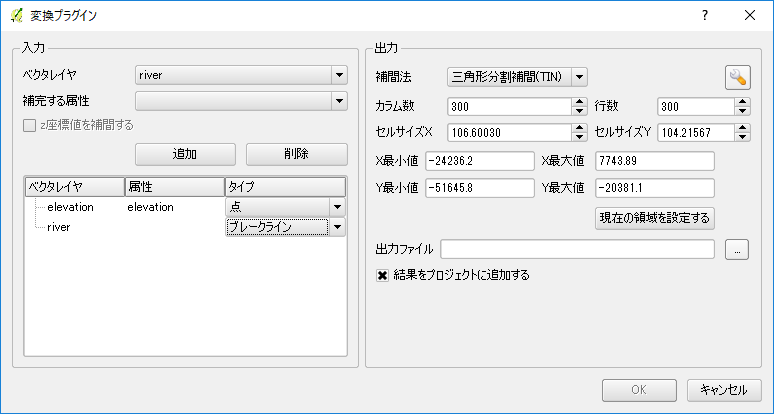 変換プラグイン
?
入力
ベクタレイヤ river
補完する属性
z座標値を補間する
追加 削除
ベクタレイヤ 属性 タイプ
elevation elevation 点
river ブレークライン
出力
補間法 三角形分割補間(TIN)
カラム数 300 行数 300
セルサイズX 106.60030 セルサイズY 104.21567
X最小値 -24236.2 X最大値 7743.89
Y最小値 -51645.8 Y最大値 -20381.1
現在の領域を設定する
出力ファイル ...
結果をプロジェクトに追加する
OK キャンセル